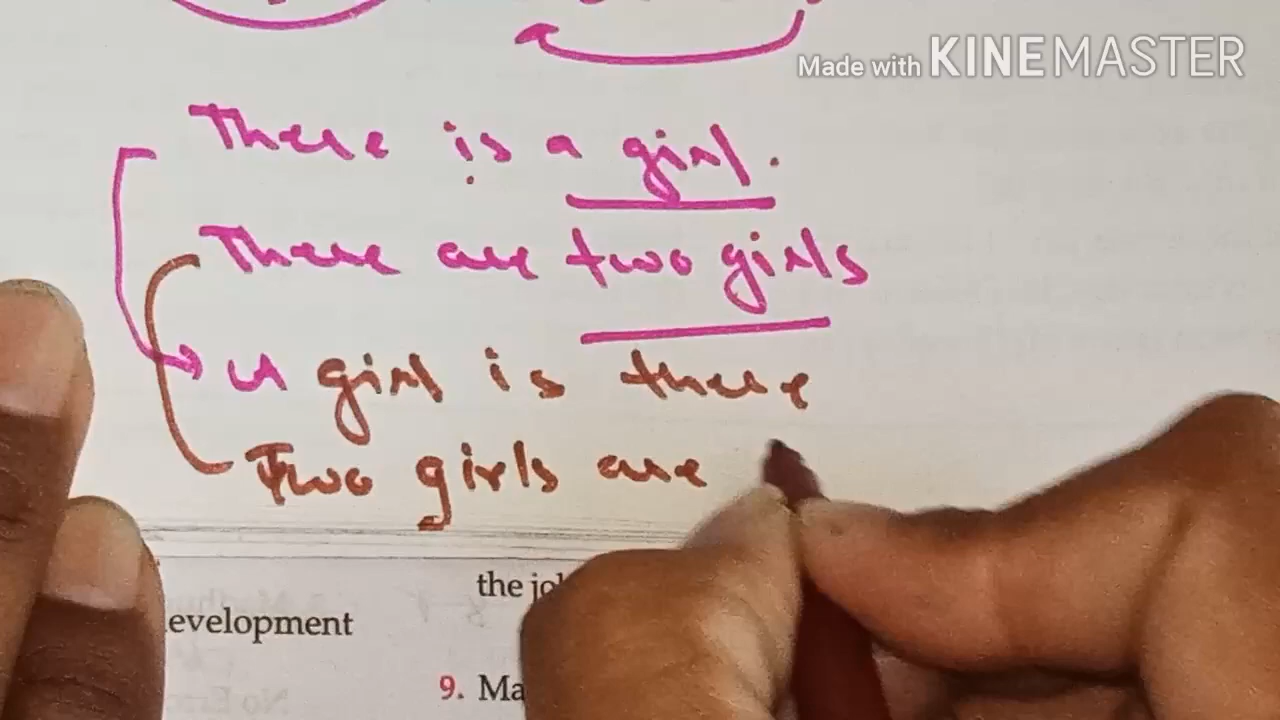 Made with KINEMASTER
There is a girl.
There are two girls
A girl is there
Two girls are
the jo
evelopment
9. Ma